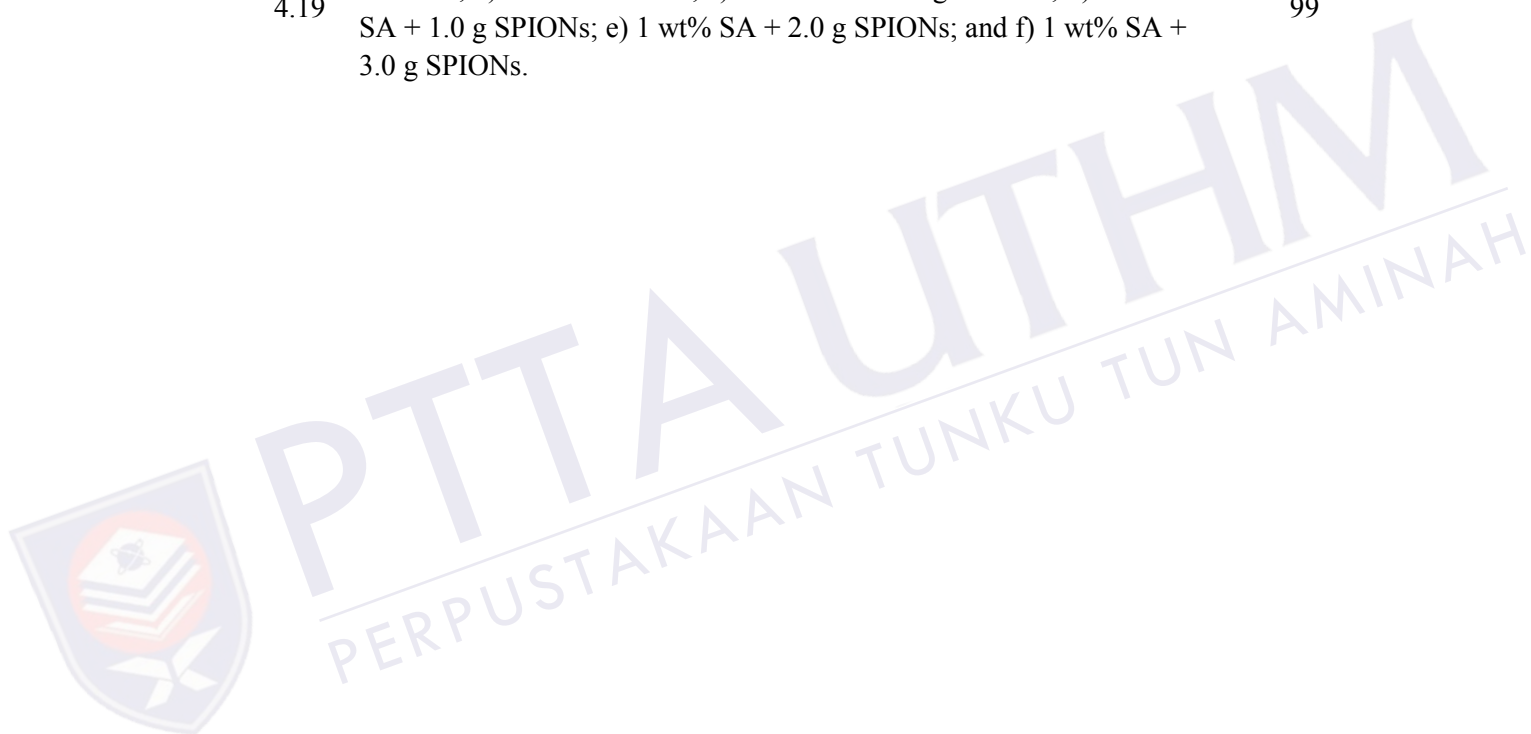 4.19
SA + 1.0 g SPIONs; e) 1 wt% SA + 2.0 g SPIONs; and f) 1 wt% SA +
99
3.0 g SPIONs.
PTTA UTHM
PERPUSTAKAAN TUNKU TUN AMINAH